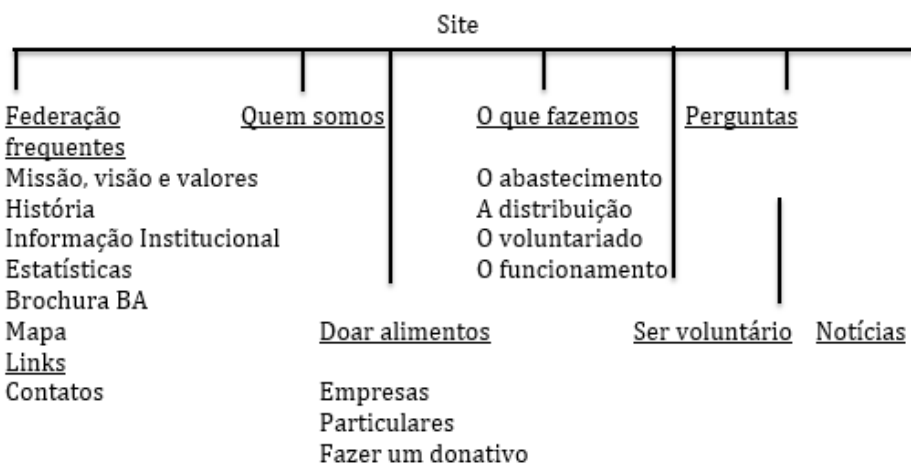 Site
Federação Quem somos O que fazemos Perguntas
frequentes
Missão, visão e valores O abastecimento
História A distribuição
Informação Institucional O voluntariado
Estatísticas O funcionamento
Brochura BA
Mapa Doar alimentos Ser voluntário Notícias
Links
Contatos Empresas
Particulares
Fazer um donativo